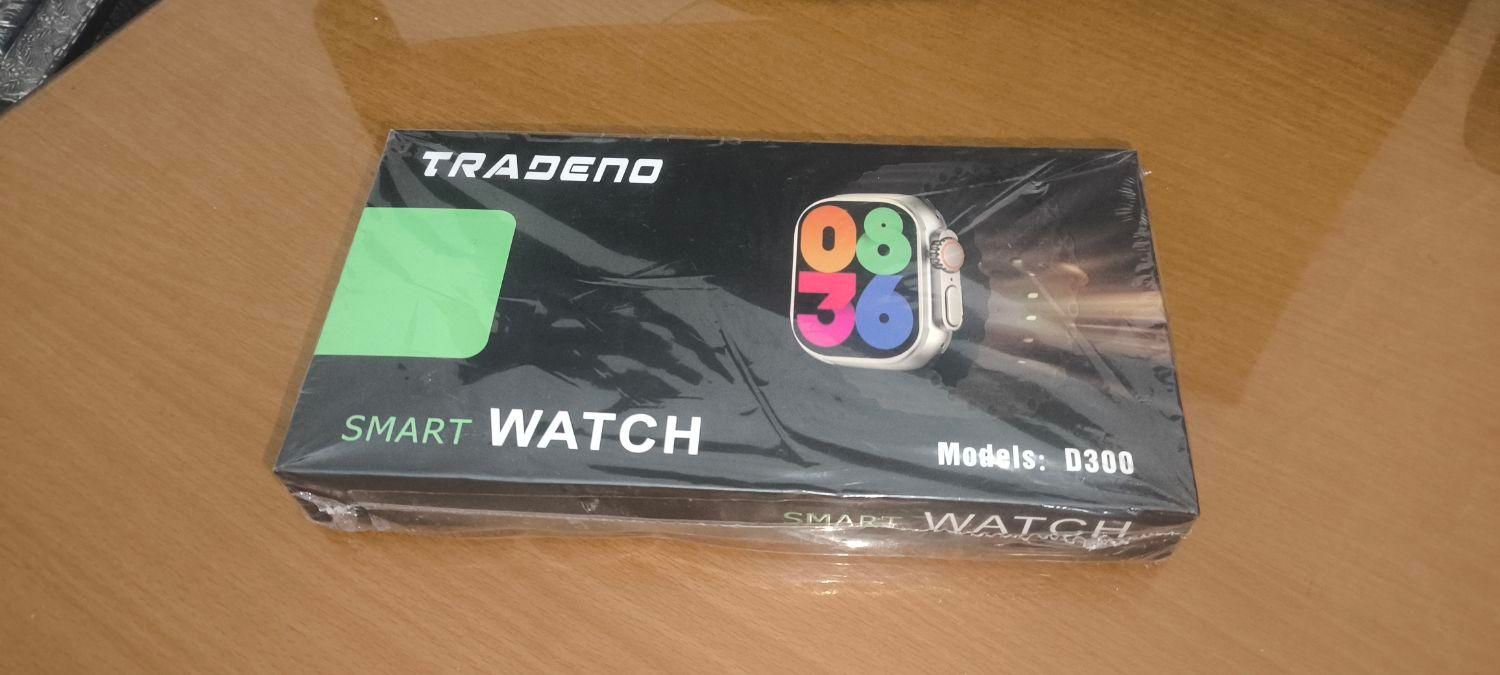 TRADENO
08
36
SMART WATCH
Models: D300
SMART WATCH